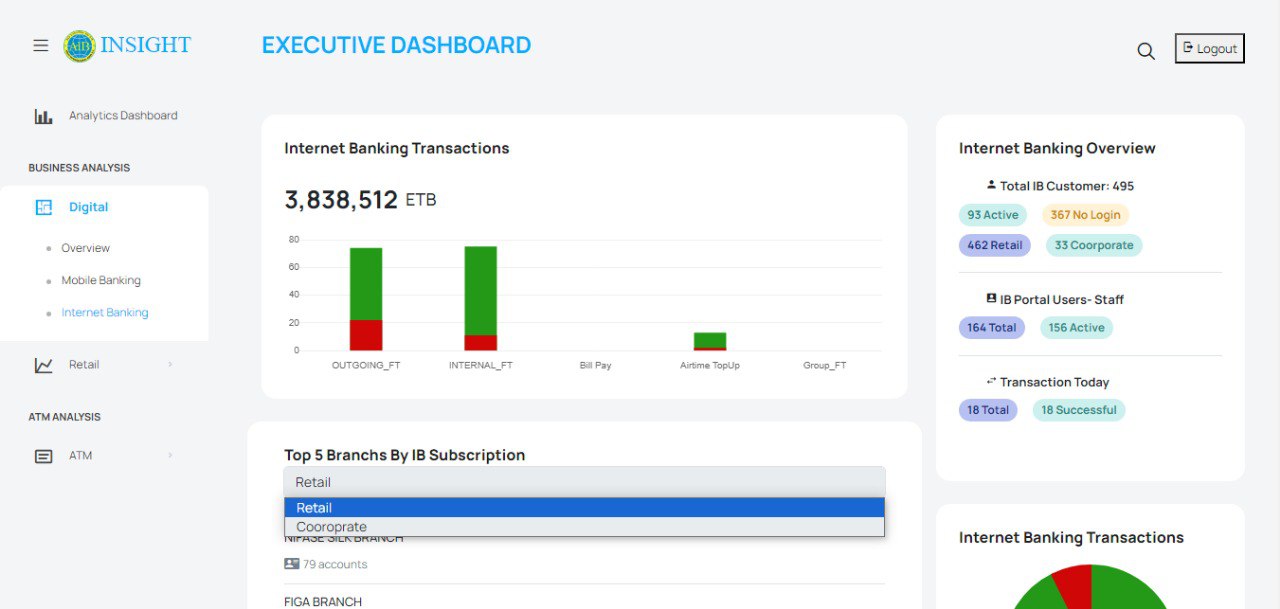 AIB INSIGHT
EXECUTIVE DASHBOARD
Logout
Analytics Dashboard
BUSINESS ANALYSIS
Digital
Overview
Mobile Banking
Internet Banking
Retail
ATM ANALYSIS
ATM
Internet Banking Transactions
3,838,512 ETB
80
60
40
20
0
OUTGOING_FT INTERNAL_FT Bill Pay Airtime TopUp Group_FT
Top 5 Branchs By IB Subscription
Retail
Retail
Cooroprate
NIFASE SILK BRANCH
79 accounts
FIGA BRANCH
Internet Banking Overview
Total IB Customer: 495
93 Active 367 No Login
462 Retail 33 Coorporate
IB Portal Users- Staff
164 Total 156 Active
Transaction Today
18 Total 18 Successful
Internet Banking Transactions